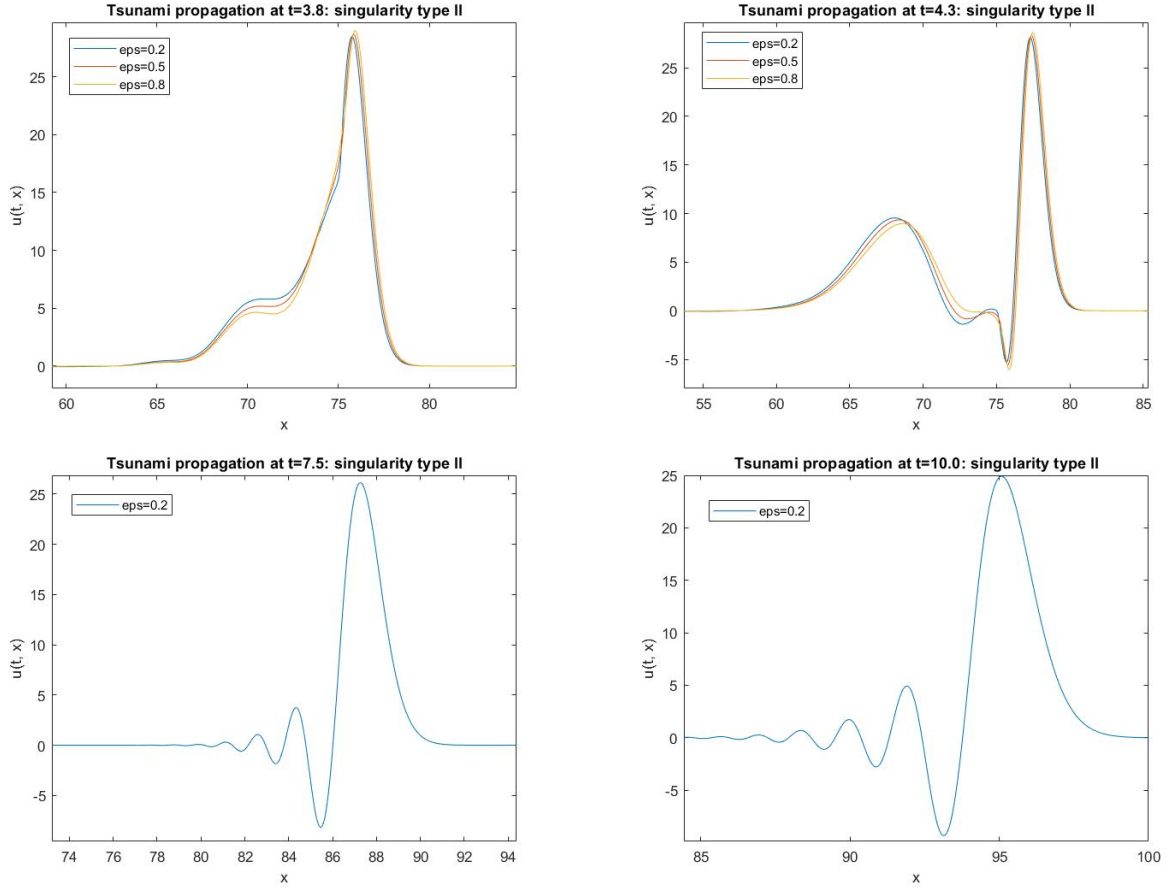 Tsunami propagation at t=3.8: singularity type II
eps=0.2
eps=0.5
eps=0.8
25
20
15
10
5
0
u(t, x)
60 65 70 75 80
x
Tsunami propagation at t=4.3: singularity type II
eps=0.2
eps=0.5
eps=0.8
25
20
15
10
5
0
-5
u(t, x)
55 60 65 70 75 80 85
x
Tsunami propagation at t=7.5: singularity type II
eps=0.2
25
20
15
10
5
0
-5
u(t, x)
74 76 78 80 82 84 86 88 90 92 94
x
Tsunami propagation at t=10.0: singularity type II
eps=0.2
25
20
15
10
5
0
-5
u(t, x)
85 90 95 100
x